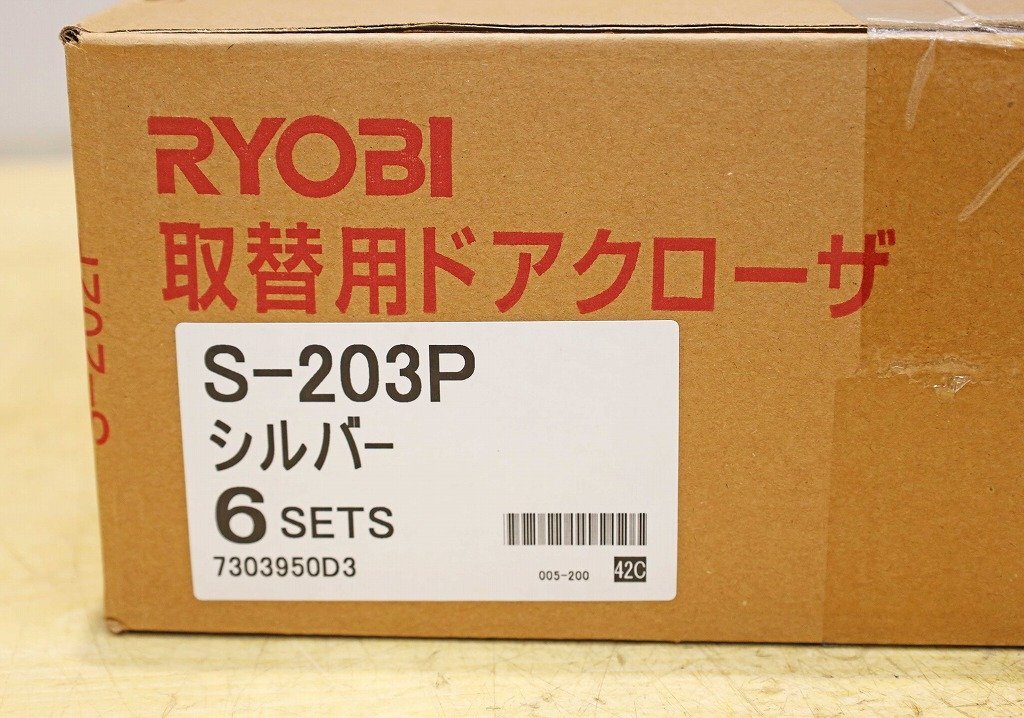 RYOBI
取替用ドアクローザ
S-203P
シルバー
6 SETS
7303950D3
005-200
42C